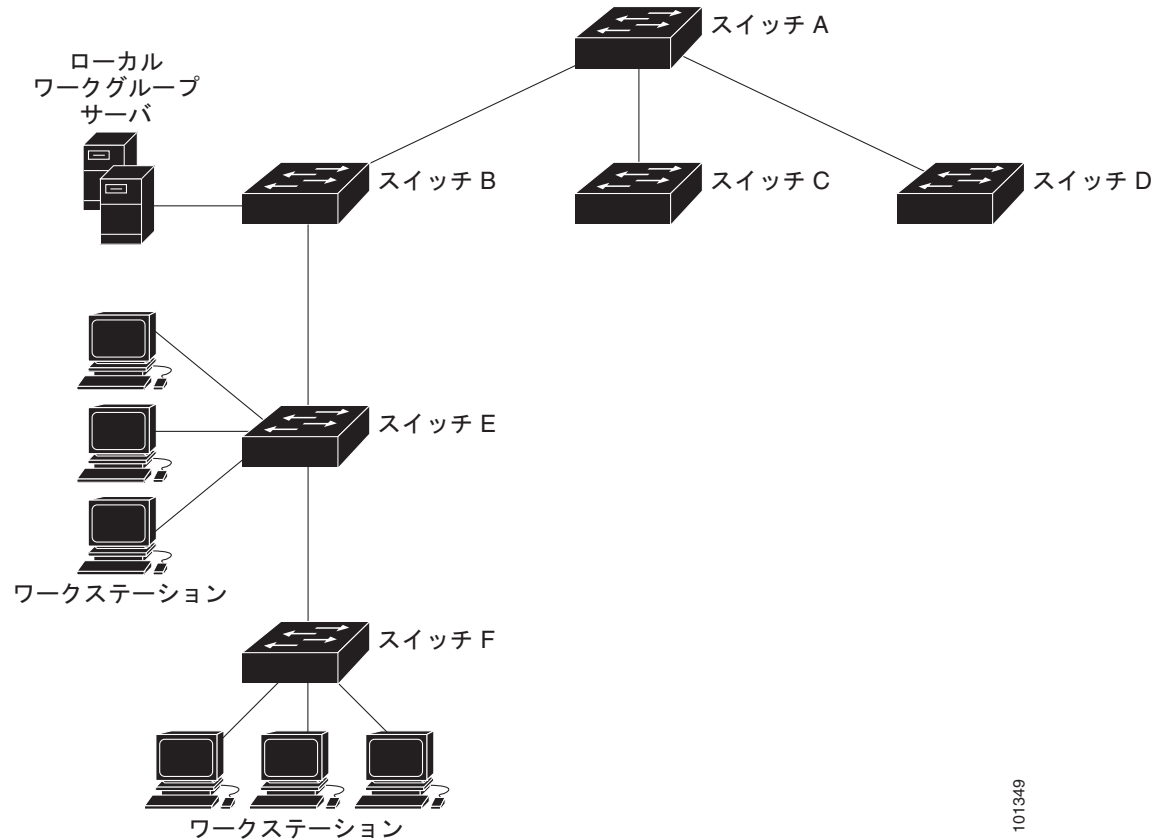 スイッチ A
ローカル
ワークグループ
サーバ
スイッチ B
スイッチ C
スイッチ D
スイッチ E
ワークステーション
スイッチ F
ワークステーション
101349